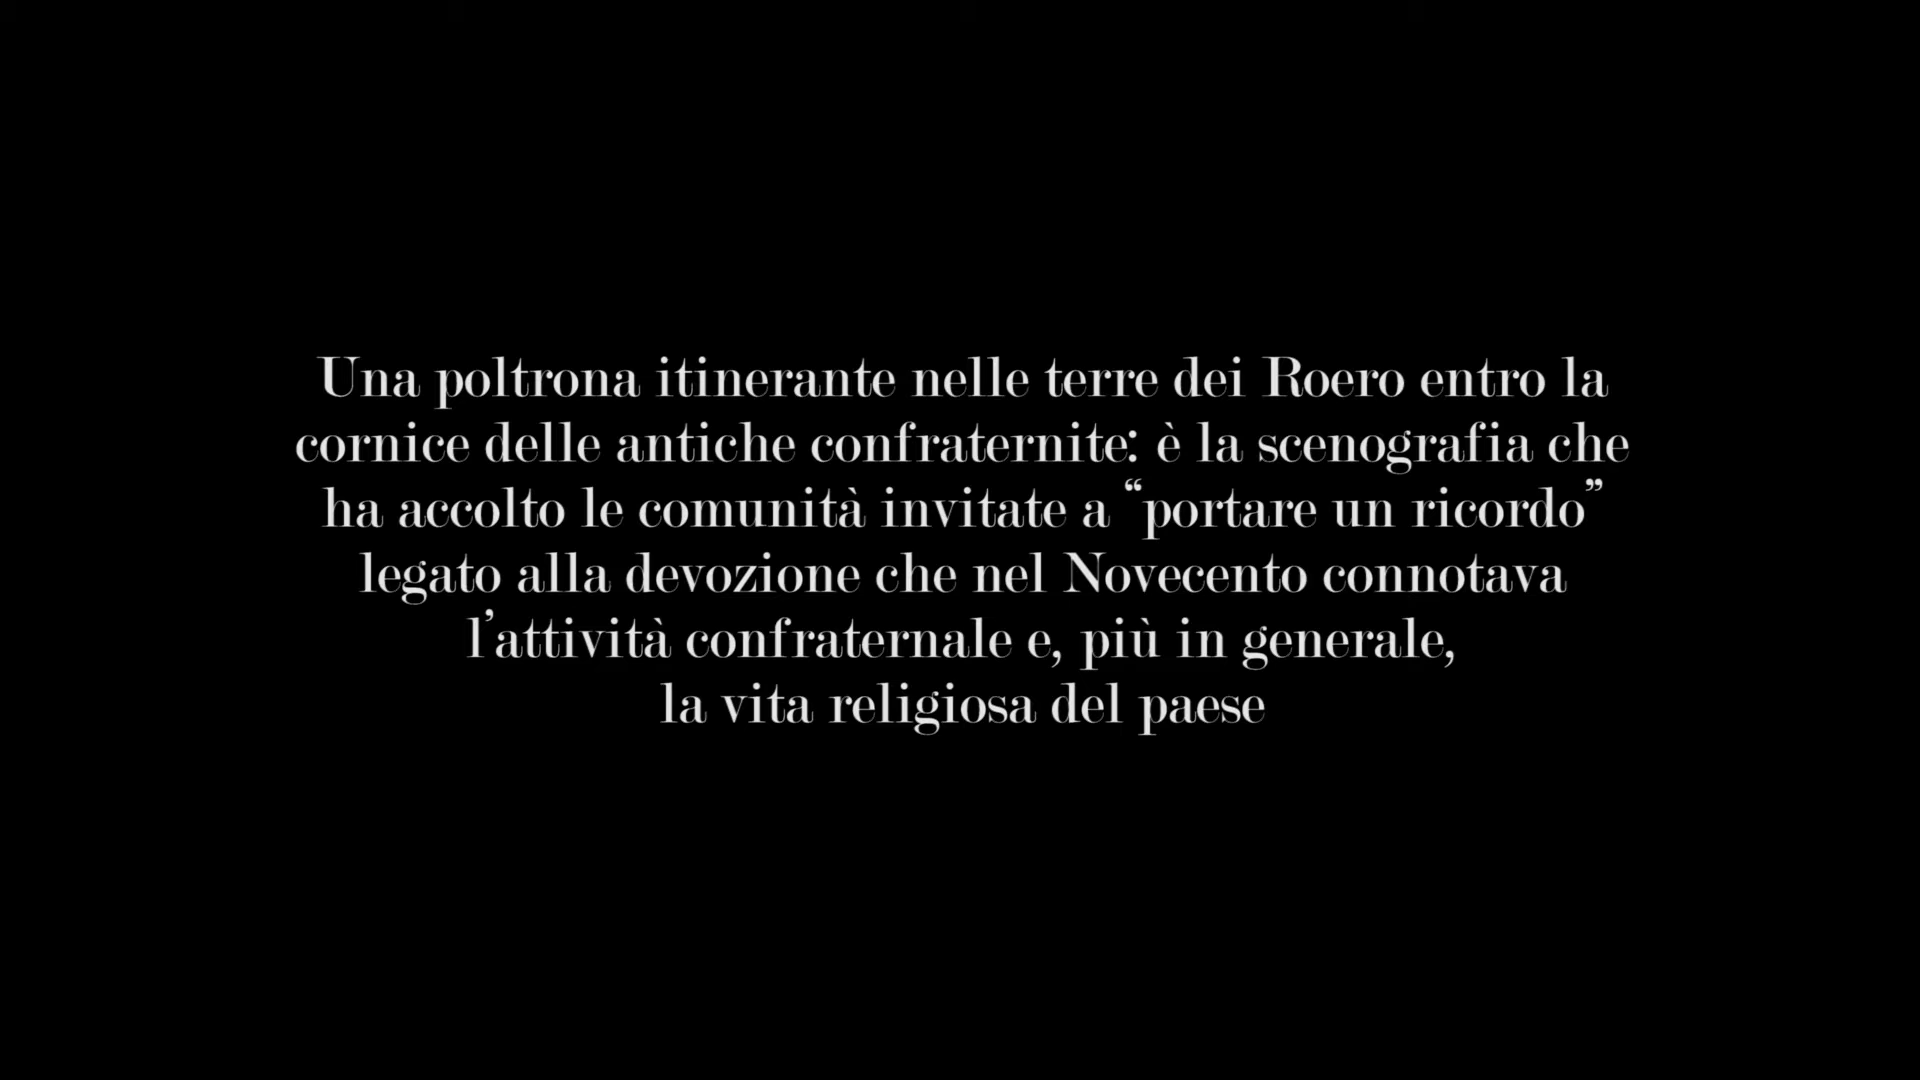 Una poltrona itinerante nelle terre dei Roero entro la
cornice delle antiche confraternite: è la scenografia che
ha accolto le comunità invitate a “portare un ricordo”
legato alla devozione che nel Novecento connotava
l’attività confraternale e, più in generale,
la vita religiosa del paese